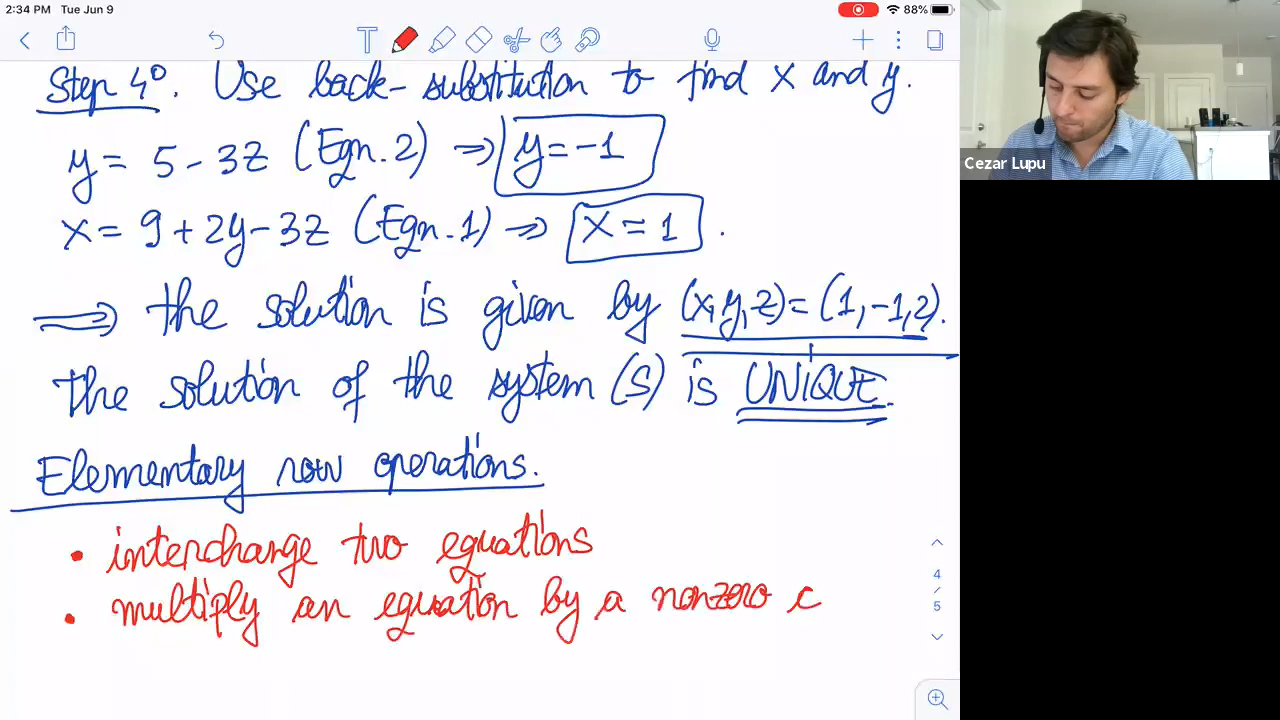 2:34 PM Tue Jun 9
88%
Step 4°. Use back-substitution to find x and y.
y = 5 - 3z (Eqn. 2) ⇒ y = -1
x = 9 + 2y - 3z (Eqn. 1) ⇒ x = 1 .
⇒ the solution is given by (x, y, z) = (1, -1, 2).
the solution of the system (S) is UNIQUE.
Elementary row operations.
• interchange two equations
• multiply an equation by a nonzero c
4
/
5
Cezar Lupu